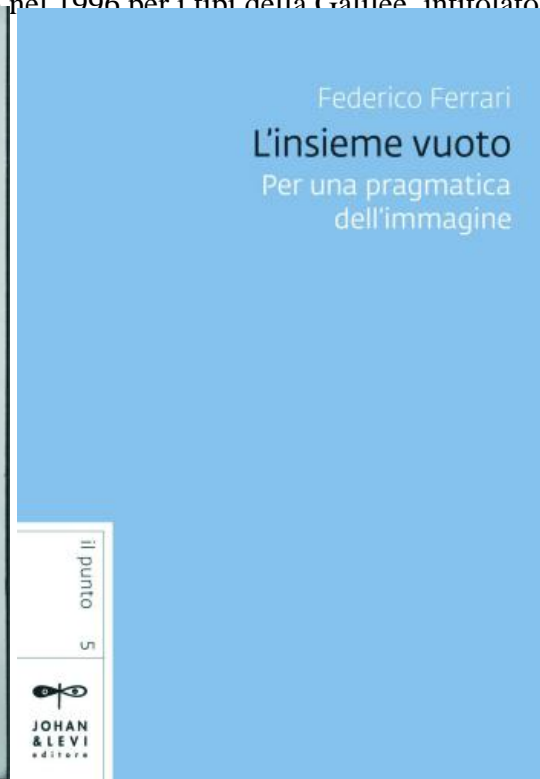 nel 1996 per i tipi della Galilée, intitolato
Federico Ferrari
L'insieme vuoto
Per una pragmatica
dell'immagine
il punto 5
JOHAN
& LEVI
editore